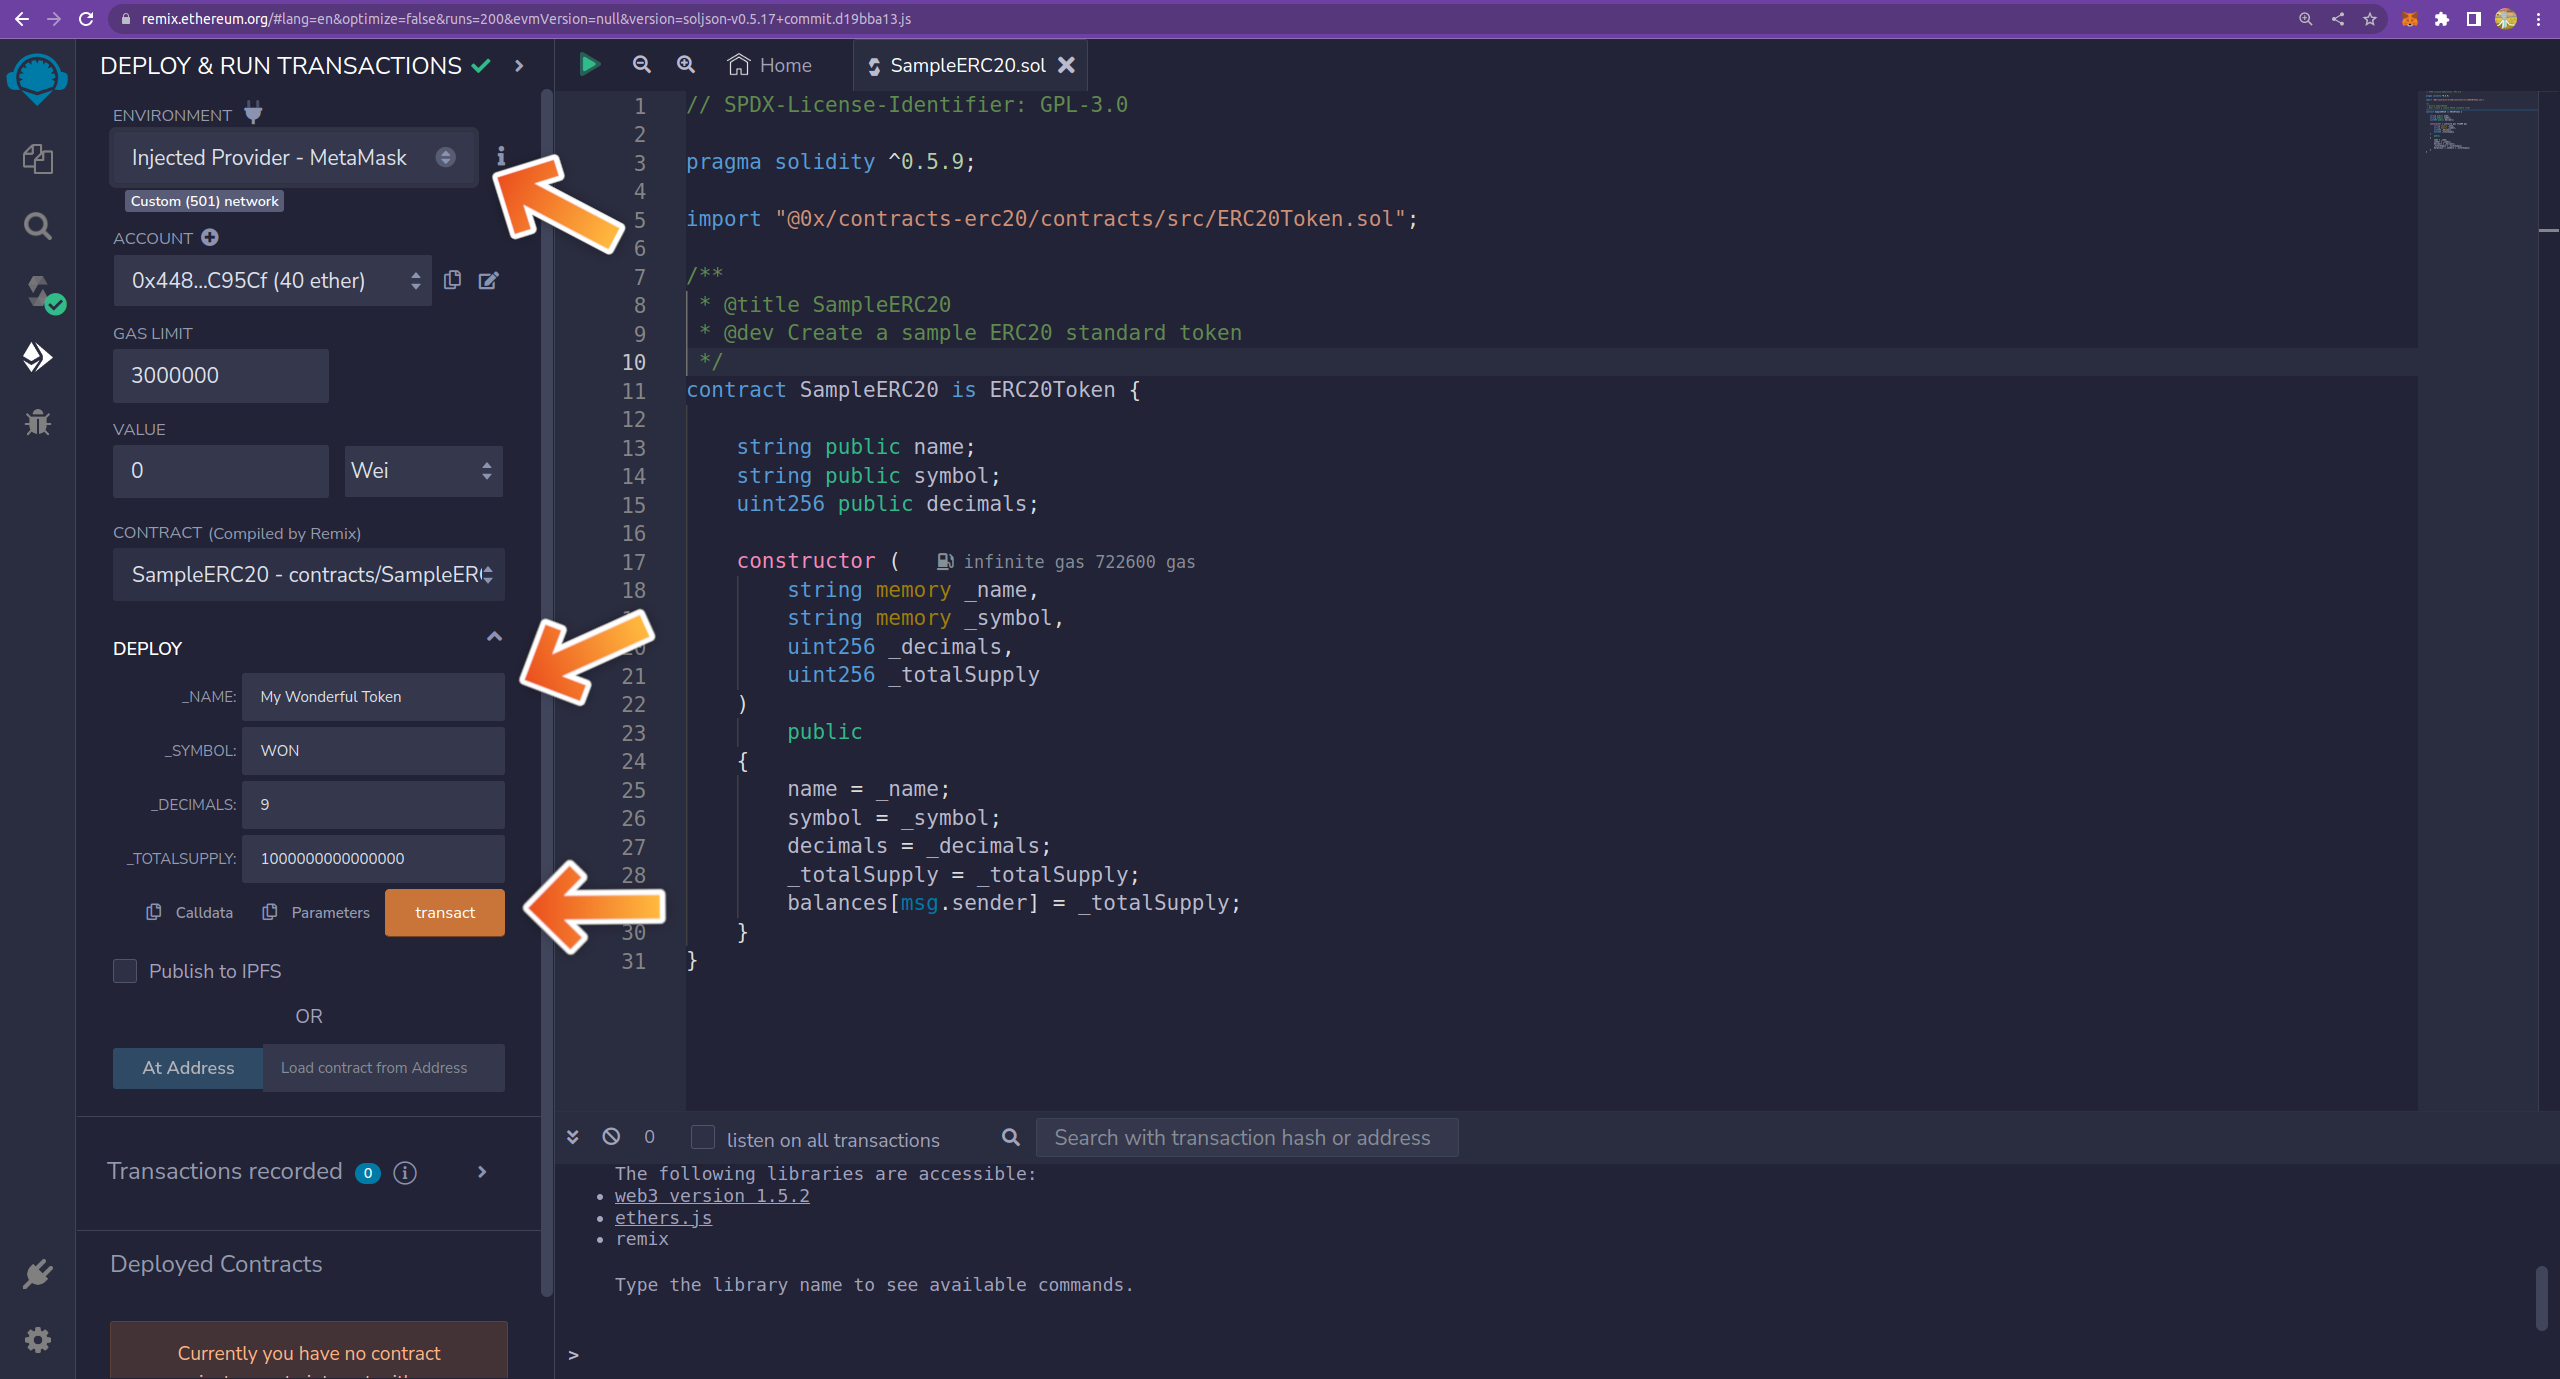 remix.ethereum.org/#lang=en&optimize=false&runs=200&evmVersion=null&version=soljson-v0.5.17+commit.d19bba13.js
DEPLOY & RUN TRANSACTIONS
ENVIRONMENT
Injected Provider - MetaMask
Custom (501) network
ACCOUNT
0x448...C95Cf (40 ether)
GAS LIMIT
3000000
VALUE
0
Wei
CONTRACT (Compiled by Remix)
SampleERC20 - contracts/SampleERC
DEPLOY
_NAME: My Wonderful Token
_SYMBOL: WON
_DECIMALS: 9
_TOTALSUPPLY: 1000000000000000
Calldata
Parameters
transact
Publish to IPFS
OR
At Address
Load contract from Address
Transactions recorded 0
Deployed Contracts
Currently you have no contract
Home
SampleERC20.sol
1 // SPDX-License-Identifier: GPL-3.0
2
3 pragma solidity ^0.5.9;
4
5 import "@0x/contracts-erc20/contracts/src/ERC20Token.sol";
6
7 /**
8 * @title SampleERC20
9 * @dev Create a sample ERC20 standard token
10 */
11 contract SampleERC20 is ERC20Token {
12
13 string public name;
14 string public symbol;
15 uint256 public decimals;
16
17 constructor ( infinite gas 722600 gas
18 string memory _name,
string memory _symbol,
20 uint256 _decimals,
21 uint256 _totalSupply
22 )
23 public
24 {
25 name = _name;
26 symbol = _symbol;
27 decimals = _decimals;
28 _totalSupply = _totalSupply;
balances[msg.sender] = _totalSupply;
30 }
31 }
0
listen on all transactions
Search with transaction hash or address
The following libraries are accessible:
• web3 version 1.5.2
• ethers.js
• remix
Type the library name to see available commands.
>